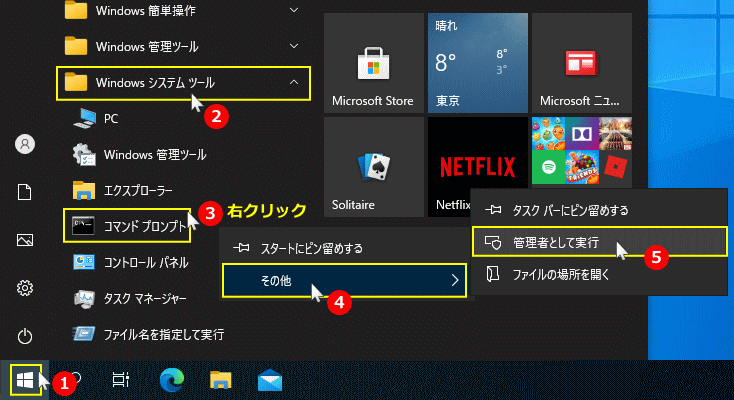 Windows 簡単操作
Windows 管理ツール
Windows システム ツール
2
PC
Windows 管理ツール
エクスプローラー
コマンド プロンプト
3 右クリック
コントロール パネル
タスク マネージャー
ファイル名を指定して実行
1
Microsoft Store
晴れ
8°
8°
3°
東京
Microsoft ニュ...
Solitaire
NETFLIX
Netflix
FRIENDS
スタートにピン留めする
その他
4
タスク バーにピン留めする
管理者として実行
5
ファイルの場所を開く